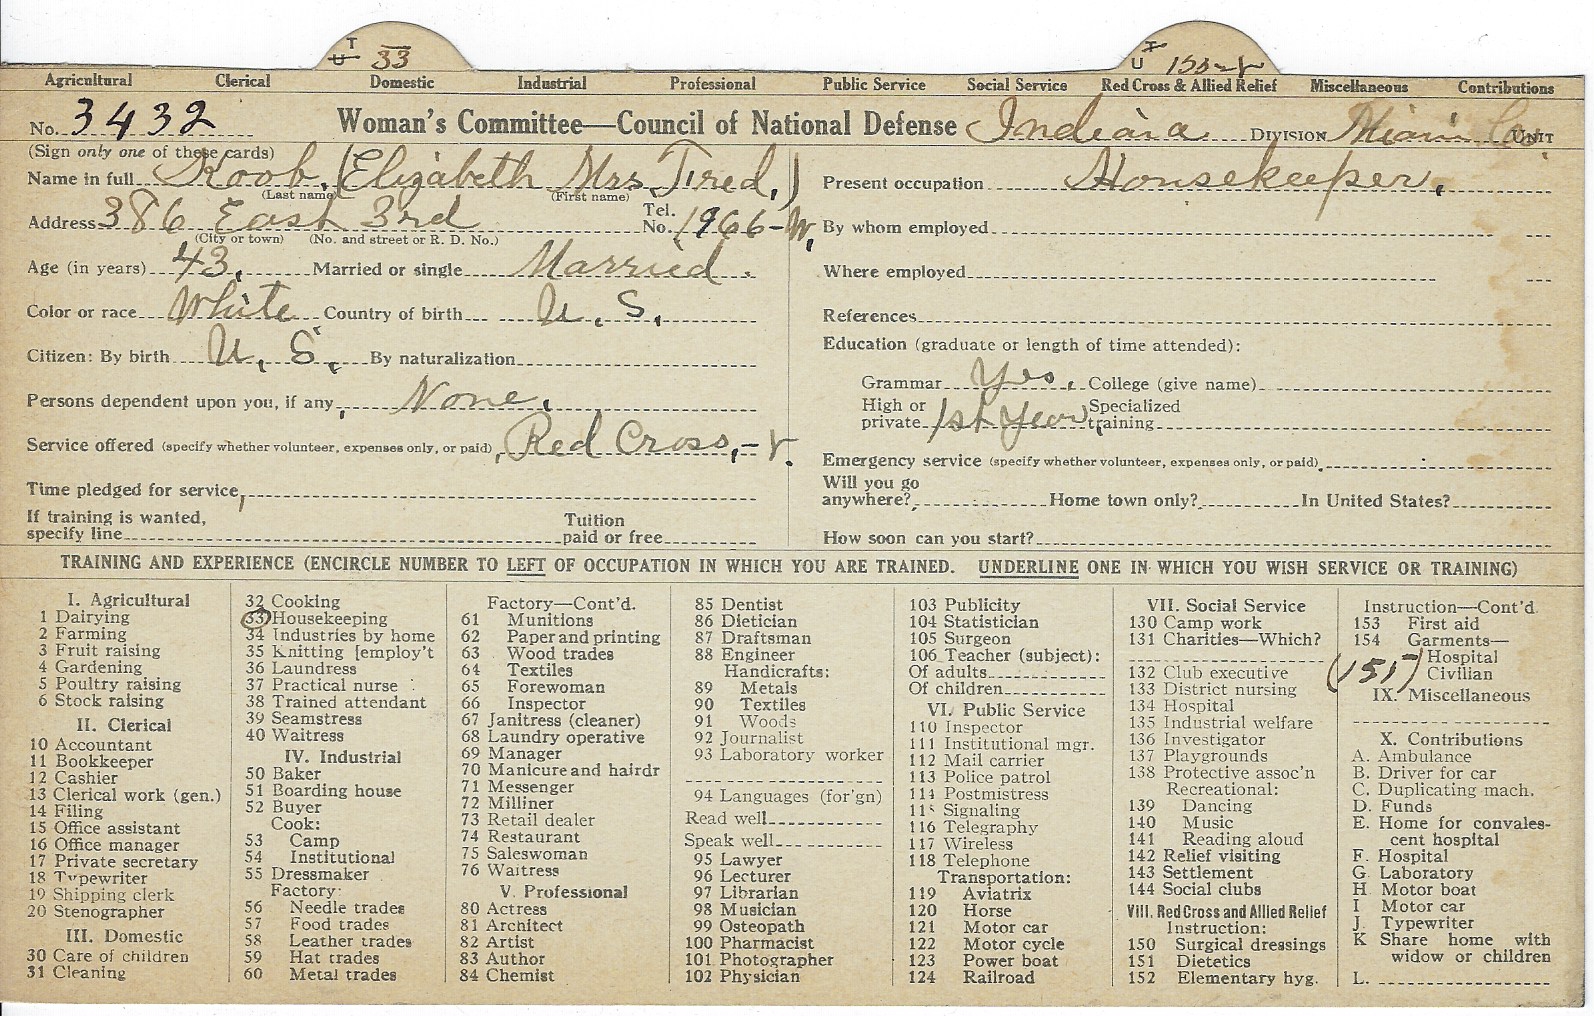 T U 33 T U 155-v
Agricultural Clerical Domestic Industrial Professional Public Service Social Service Red Cross & Allied Relief Miscellaneous Contributions
No. 3432 Woman's Committee—Council of National Defense Indiana DIVISION Miami Co. UNIT
(Sign only one of these cards)
Name in full Koob, (Elizabeth Mrs. Fred,)
(Last name) (First name)
Address 386 East 3rd Tel. No. 1966-W,
(City or town) (No. and street or R. D. No.)
Age (in years) 43. Married or single Married.
Color or race White Country of birth U. S.
Citizen: By birth U. S. By naturalization
Persons dependent upon you, if any, None.
Service offered (specify whether volunteer, expenses only, or paid), Red Cross,-v.
Time pledged for service,
If training is wanted,
specify line Tuition paid or free
Present occupation Housekeeper.
By whom employed
Where employed
References
Education (graduate or length of time attended):
Grammar Yes. College (give name)
High or private 1st Year, Specialized training
Emergency service (specify whether volunteer, expenses only, or paid)
Will you go anywhere? Home town only? In United States?
How soon can you start?
TRAINING AND EXPERIENCE (ENCIRCLE NUMBER TO LEFT OF OCCUPATION IN WHICH YOU ARE TRAINED. UNDERLINE ONE IN WHICH YOU WISH SERVICE OR TRAINING)
I. Agricultural
1 Dairying
2 Farming
3 Fruit raising
4 Gardening
5 Poultry raising
6 Stock raising
II. Clerical
10 Accountant
11 Bookkeeper
12 Cashier
13 Clerical work (gen.)
14 Filing
15 Office assistant
16 Office manager
17 Private secretary
18 Typewriter
19 Shipping clerk
20 Stenographer
III. Domestic
30 Care of children
31 Cleaning
32 Cooking
33 Housekeeping
34 Industries by home
35 Knitting [employ't
36 Laundress
37 Practical nurse
38 Trained attendant
39 Seamstress
40 Waitress
IV. Industrial
50 Baker
51 Boarding house
52 Buyer
Cook:
53 Camp
54 Institutional
55 Dressmaker
Factory:
56 Needle trades
57 Food trades
58 Leather trades
59 Hat trades
60 Metal trades
Factory—Cont'd.
61 Munitions
62 Paper and printing
63 Wood trades
64 Textiles
65 Forewoman
66 Inspector
67 Janitress (cleaner)
68 Laundry operative
69 Manager
70 Manicure and hairdr
71 Messenger
72 Milliner
73 Retail dealer
74 Restaurant
75 Saleswoman
76 Waitress
V. Professional
80 Actress
81 Architect
82 Artist
83 Author
84 Chemist
85 Dentist
86 Dietician
87 Draftsman
88 Engineer
Handicrafts:
89 Metals
90 Textiles
91 Woods
92 Journalist
93 Laboratory worker
94 Languages (for'gn)
Read well
Speak well
95 Lawyer
96 Lecturer
97 Librarian
98 Musician
99 Osteopath
100 Pharmacist
101 Photographer
102 Physician
103 Publicity
104 Statistician
105 Surgeon
106 Teacher (subject):
Of adults
Of children
VI. Public Service
110 Inspector
111 Institutional mgr.
112 Mail carrier
113 Police patrol
114 Postmistress
115 Signaling
116 Telegraphy
117 Wireless
118 Telephone
Transportation:
119 Aviatrix
120 Horse
121 Motor car
122 Motor cycle
123 Power boat
124 Railroad
VII. Social Service
130 Camp work
131 Charities—Which?
132 Club executive
133 District nursing
134 Hospital
135 Industrial welfare
136 Investigator
137 Playgrounds
138 Protective assoc'n
Recreational:
139 Dancing
140 Music
141 Reading aloud
142 Relief visiting
143 Settlement
144 Social clubs
VIII. Red Cross and Allied Relief
Instruction:
150 Surgical dressings
151 Dietetics
152 Elementary hyg.
Instruction—Cont'd.
153 First aid
154 Garments—
(155) Hospital
Civilian
IX. Miscellaneous
X. Contributions
A. Ambulance
B. Driver for car
C. Duplicating mach.
D. Funds
E. Home for convales-
cent hospital
F. Hospital
G. Laboratory
H Motor boat
I Motor car
J. Typewriter
K Share home with
widow or children
L.